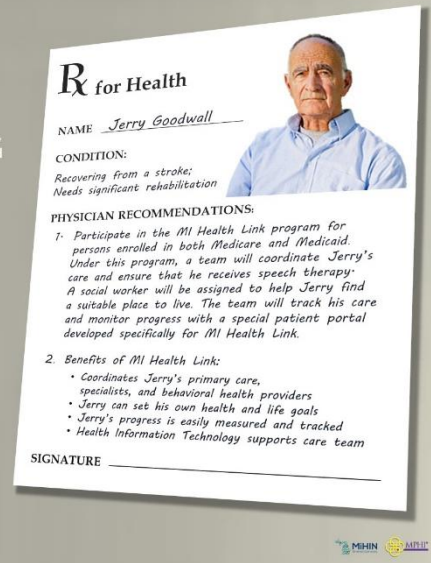 Rx for Health
NAME Jerry Goodwall
CONDITION:
Recovering from a stroke;
Needs significant rehabilitation
PHYSICIAN RECOMMENDATIONS:
1. Participate in the MI Health Link program for
persons enrolled in both Medicare and Medicaid.
Under this program, a team will coordinate Jerry's
care and ensure that he receives speech therapy.
A social worker will be assigned to help Jerry find
a suitable place to live. The team will track his care
and monitor progress with a special patient portal
developed specifically for MI Health Link.
2. Benefits of MI Health Link:
• Coordinates Jerry's primary care,
specialists, and behavioral health providers
• Jerry can set his own health and life goals
• Jerry's progress is easily measured and tracked
• Health Information Technology supports care team
SIGNATURE
MiHIN MPHI